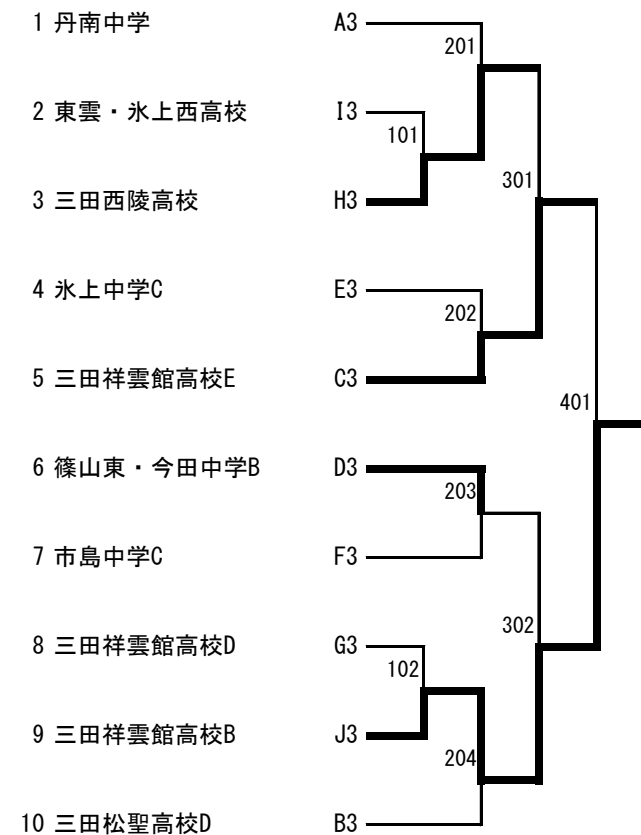 1 丹南中学 A3
201
2 東雲・氷上西高校 I3
101
301
3 三田西陵高校 H3
4 氷上中学C E3
202
5 三田祥雲館高校E C3
401
6 篠山東・今田中学B D3
203
7 市島中学C F3
302
8 三田祥雲館高校D G3
102
9 三田祥雲館高校B J3
204
10 三田松聖高校D B3